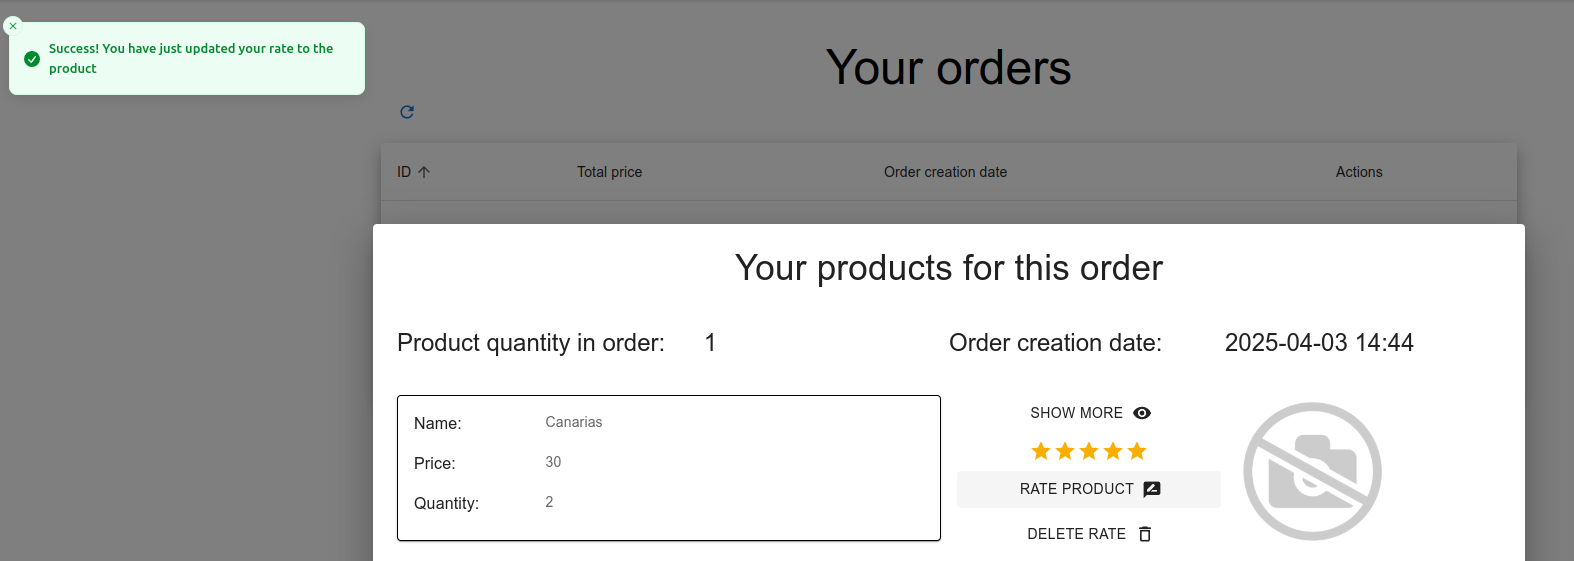 Success! You have just updated your rate to the
product
Your orders
ID
Total price
Order creation date
Actions
Your products for this order
Product quantity in order:
1
Order creation date:
2025-04-03 14:44
Name:
Canarias
Price:
30
Quantity:
2
SHOW MORE
RATE PRODUCT
DELETE RATE